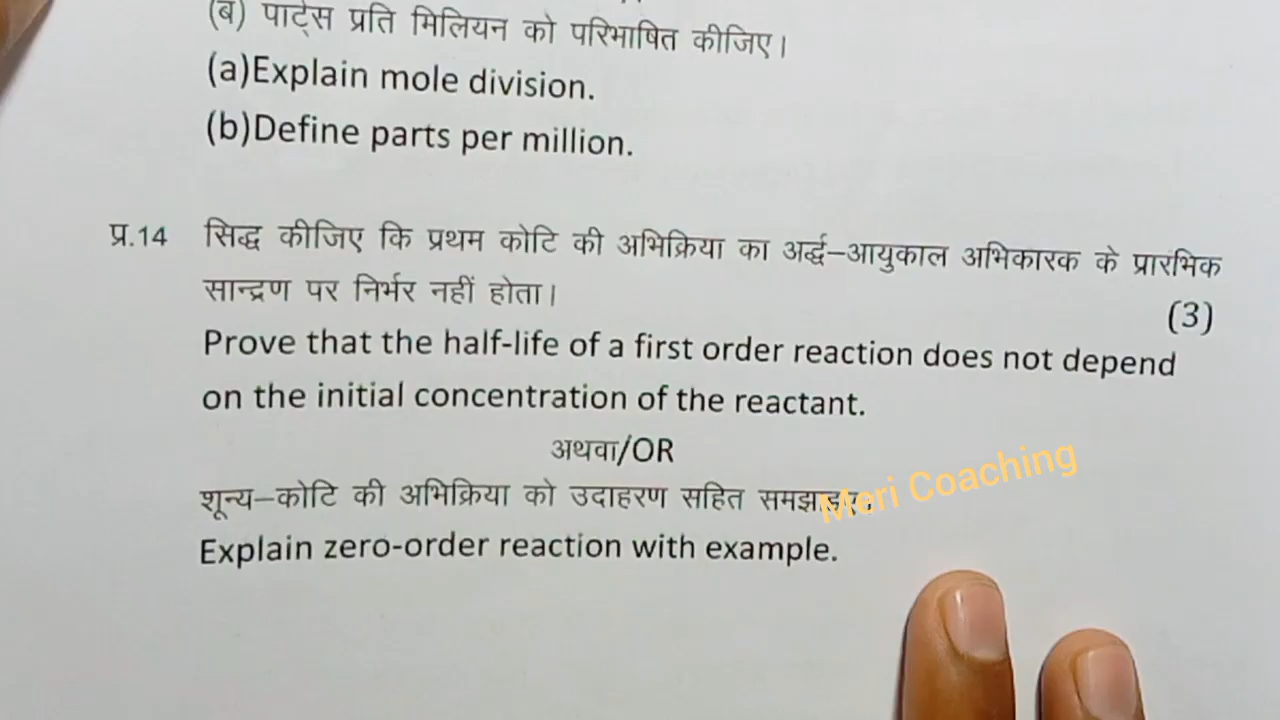 (ब) पार्ट्स प्रति मिलियन को परिभाषित कीजिए।
(a)Explain mole division.
(b)Define parts per million.
प्र.14 सिद्ध कीजिए कि प्रथम कोटि की अभिक्रिया का अर्द्ध–आयुकाल अभिकारक के प्रारंभिक
सान्द्रण पर निर्भर नहीं होता।
(3)
Prove that the half-life of a first order reaction does not depend
on the initial concentration of the reactant.
अथवा/OR
शून्य–कोटि की अभिक्रिया को उदाहरण सहित
Meri Coaching
Explain zero-order reaction with example.